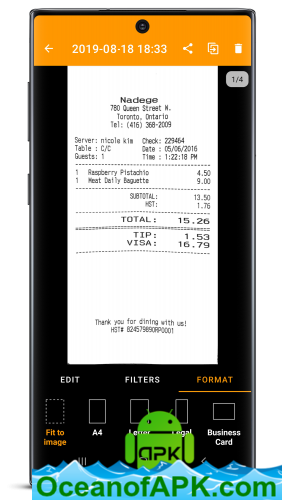 2019-08-18 18:33
1/4
Nadege
780 Queen Street W.
Toronto, Ontario
Tel: (416) 368-2009
Server: nicole kim Check: 229464
Table : C/C Date : 05/06/2016
Guests: 1 Time : 1:22:18 PM
1 Raspberry Pistachio 4.50
1 Meat Daily Baguette 9.00
SUBTOTAL: 13.50
HST: 1.76
TOTAL: 15.26
TIP: 1.53
VISA: 16.79
Thank you for dining with us!
HST# 824579890RP0001
EDIT FILTERS FORMAT
Fit to image A4 Letter Legal Business Card
apk
OceanofAPK.com